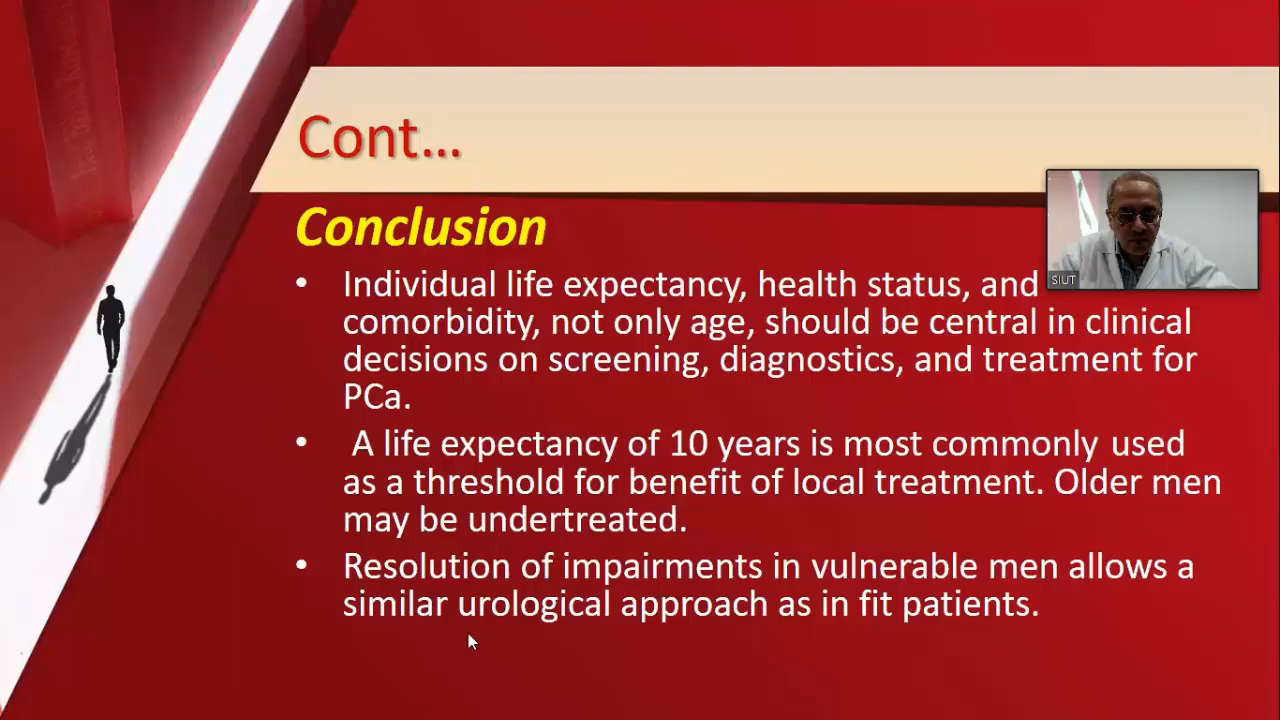 Cont…
Conclusion
• Individual life expectancy, health status, and
comorbidity, not only age, should be central in clinical
decisions on screening, diagnostics, and treatment for
PCa.
• A life expectancy of 10 years is most commonly used
as a threshold for benefit of local treatment. Older men
may be undertreated.
• Resolution of impairments in vulnerable men allows a
similar urological approach as in fit patients.
SIUT